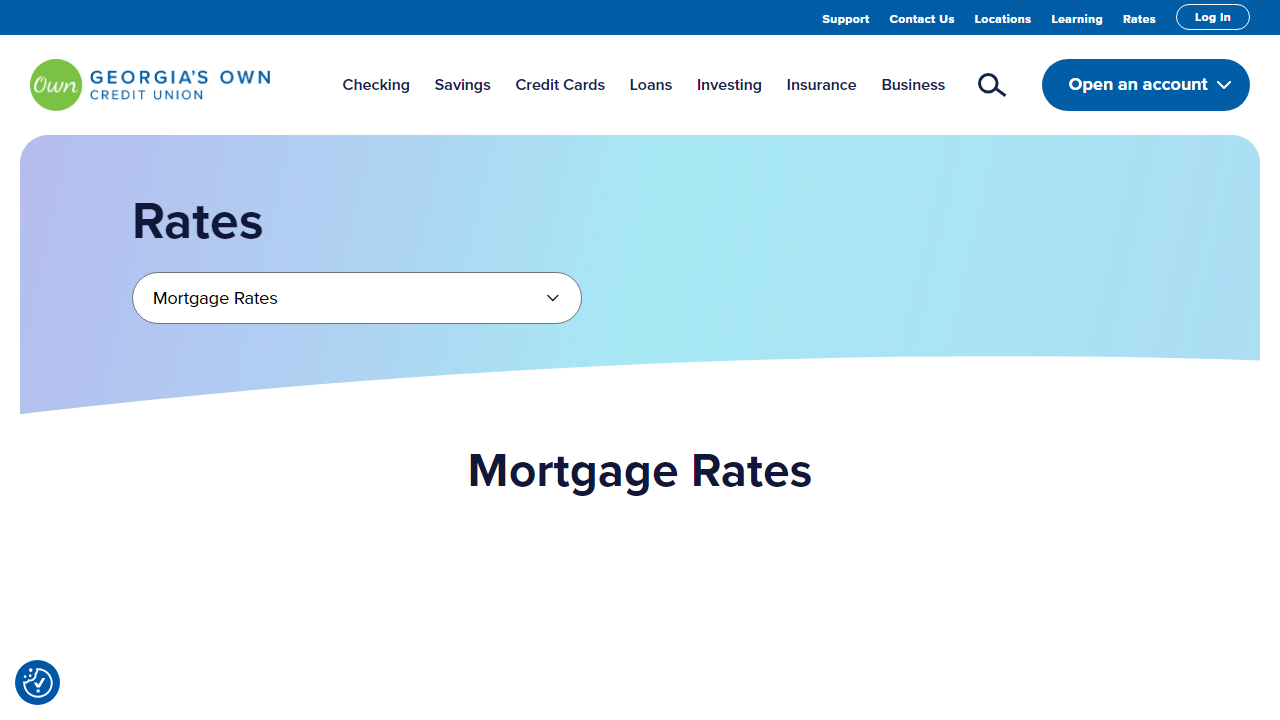 Support Contact Us Locations Learning Rates Log In
Own GEORGIA'S OWN
CREDIT UNION
Checking Savings Credit Cards Loans Investing Insurance Business Open an account
Rates
Mortgage Rates
Mortgage Rates